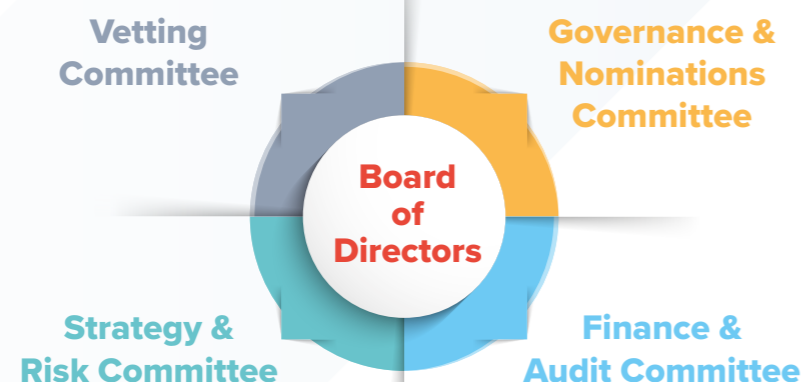 Vetting
Committee
Governance &
Nominations
Committee
Board
of
Directors
Strategy &
Risk Committee
Finance &
Audit Committee